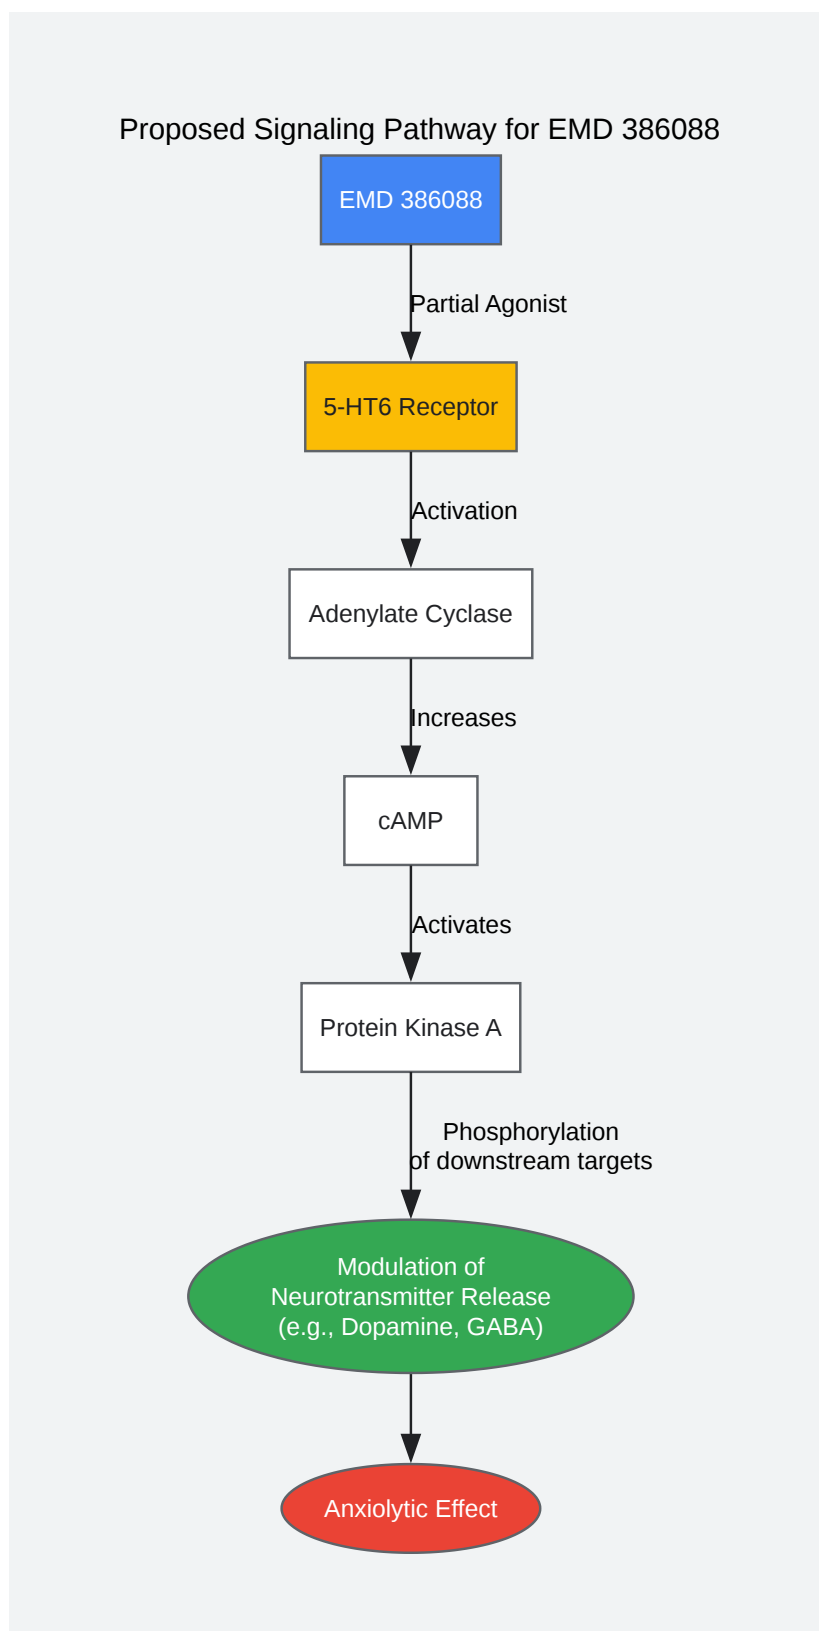 Proposed Signaling Pathway for EMD 386088
EMD 386088
Partial Agonist
5-HT6 Receptor
Activation
Adenylate Cyclase
Increases
cAMP
Activates
Protein Kinase A
Phosphorylation
of downstream targets
Modulation of
Neurotransmitter Release
(e.g., Dopamine, GABA)
Anxiolytic Effect